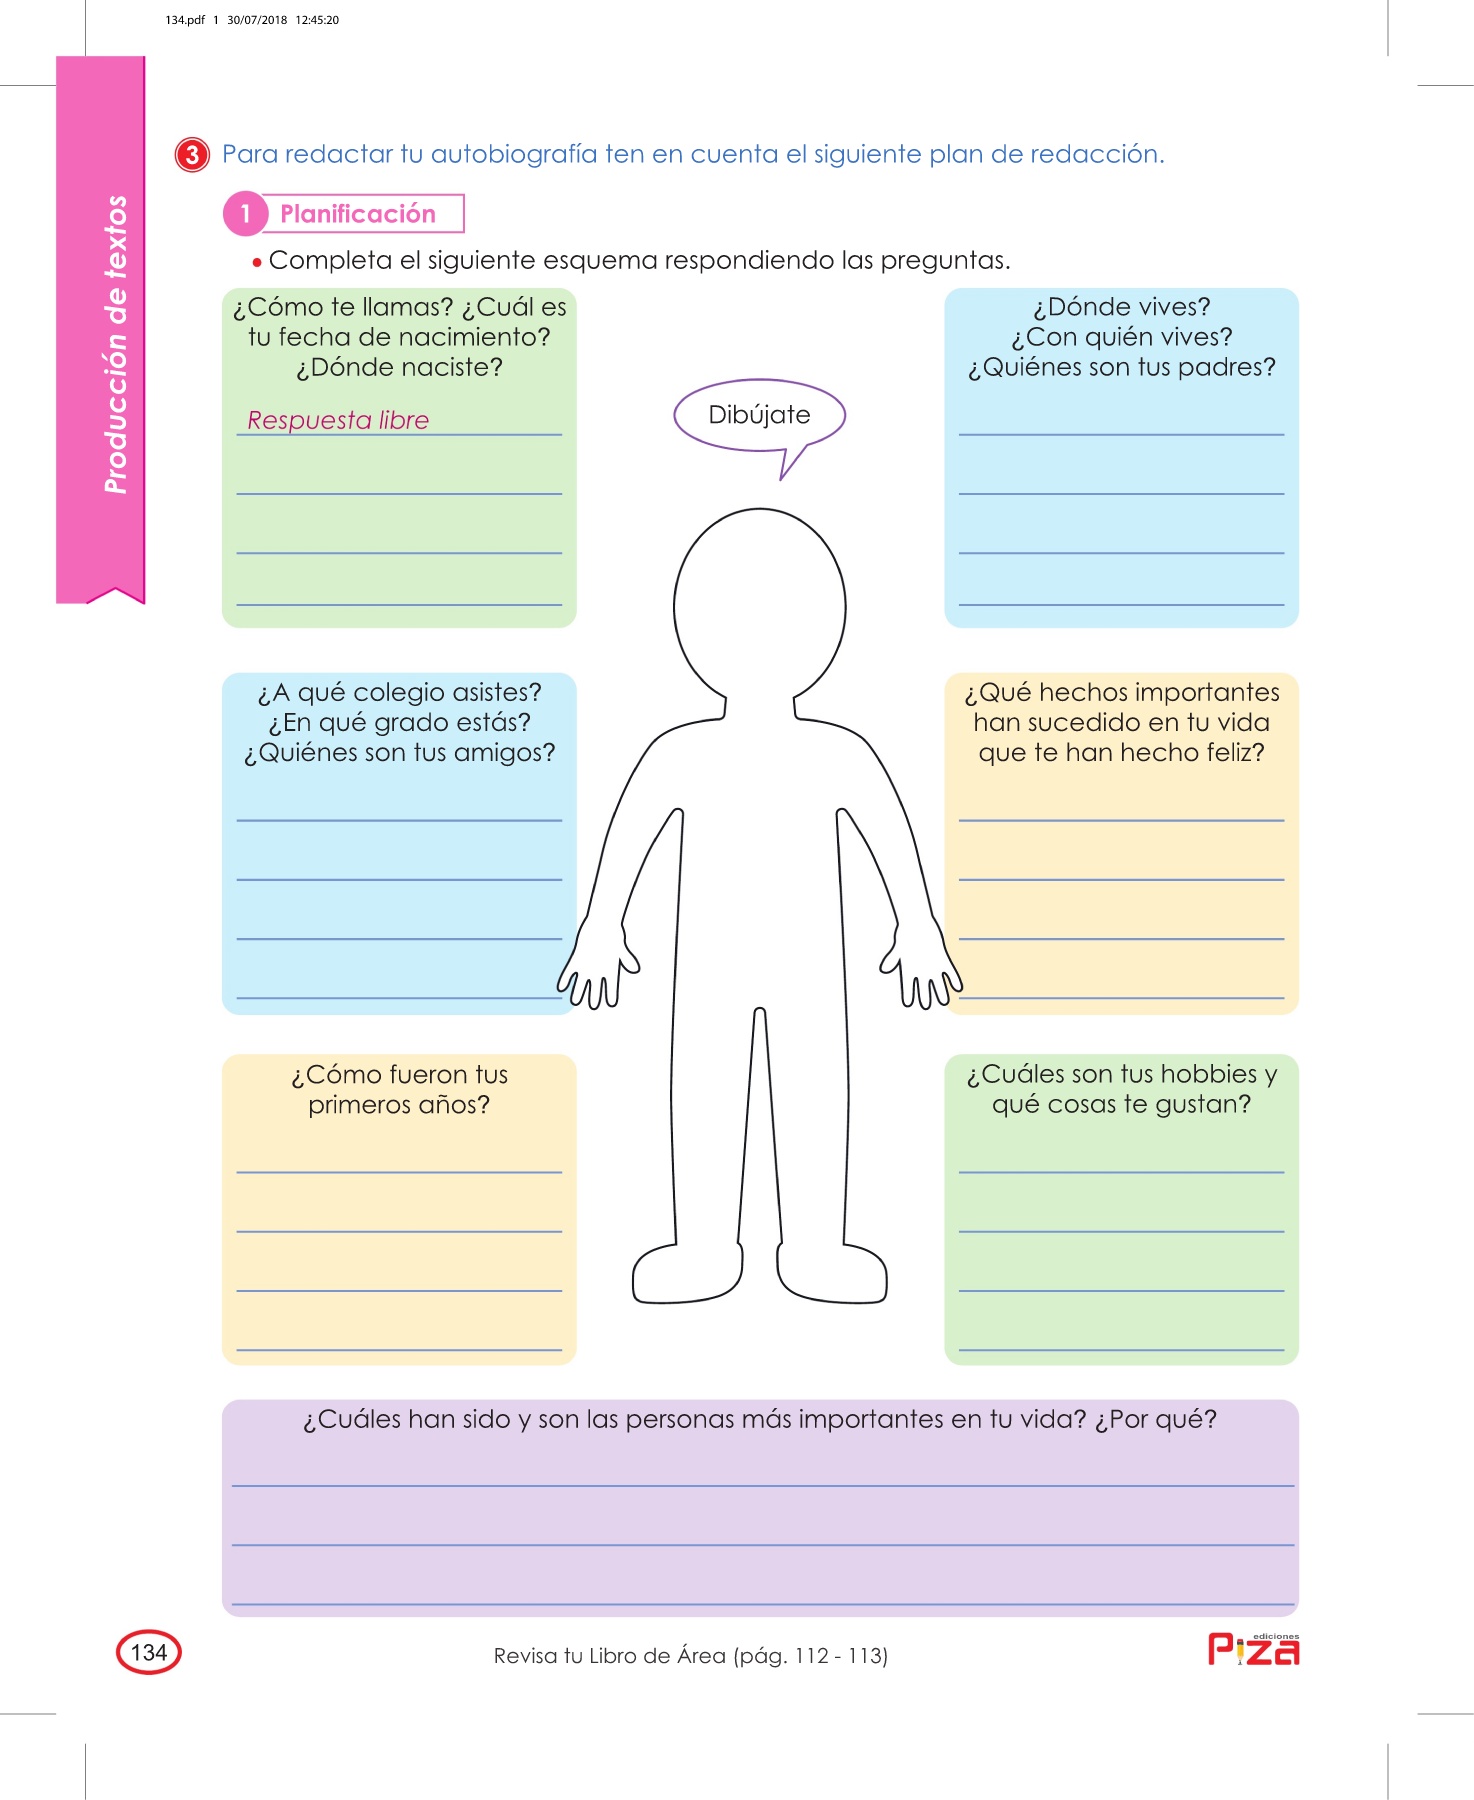 134.pdf 1 30/07/2018 12:45:20
Producción de textos
3 Para redactar tu autobiografía ten en cuenta el siguiente plan de redacción.
1 Planificación
• Completa el siguiente esquema respondiendo las preguntas.
¿Cómo te llamas? ¿Cuál es
tu fecha de nacimiento?
¿Dónde naciste?
Respuesta libre
Dibújate
¿Dónde vives?
¿Con quién vives?
¿Quiénes son tus padres?
¿A qué colegio asistes?
¿En qué grado estás?
¿Quiénes son tus amigos?
¿Qué hechos importantes
han sucedido en tu vida
que te han hecho feliz?
¿Cómo fueron tus
primeros años?
¿Cuáles son tus hobbies y
qué cosas te gustan?
¿Cuáles han sido y son las personas más importantes en tu vida? ¿Por qué?
134
Revisa tu Libro de Área (pág. 112 - 113)
ediciones
Piza